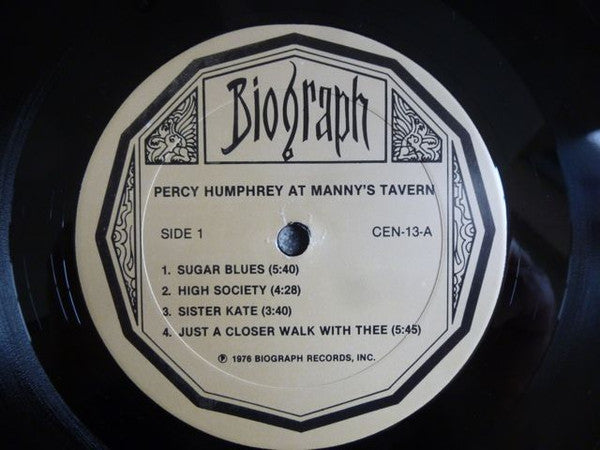 Biograph
PERCY HUMPHREY AT MANNY'S TAVERN
SIDE 1 CEN-13-A
1. SUGAR BLUES (5:40)
2. HIGH SOCIETY (4:28)
3. SISTER KATE (3:40)
4. JUST A CLOSER WALK WITH THEE (5:45)
℗ 1976 BIOGRAPH RECORDS, INC.